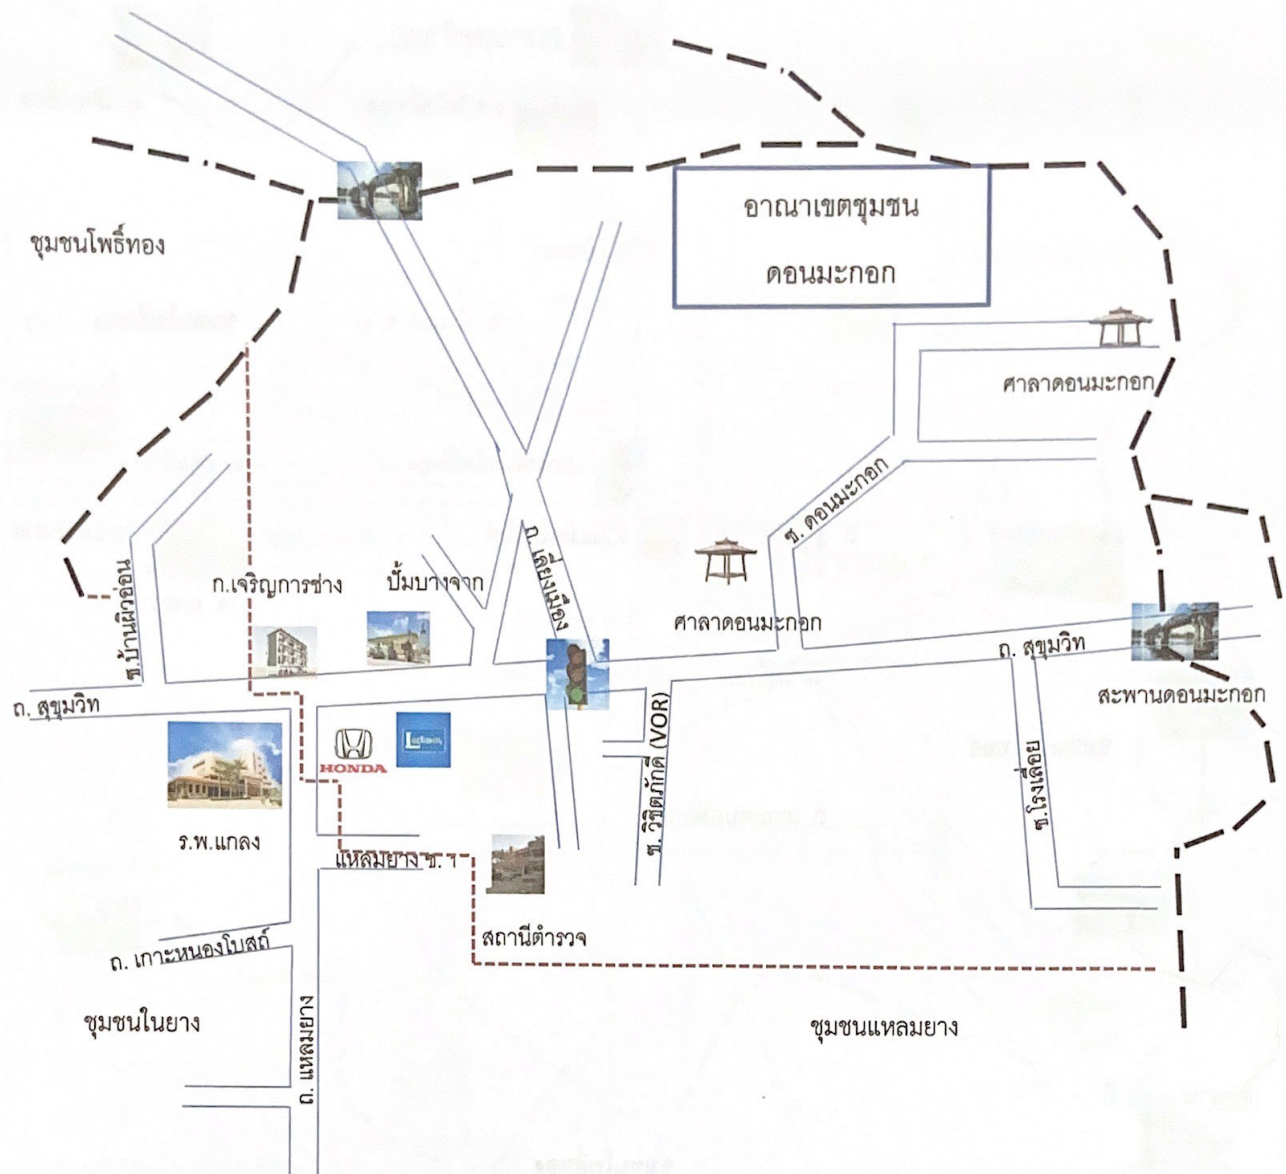 อาณาเขตชุมชน
ดอนมะกอก
ชุมชนโพธิ์ทอง
ศาลาดอนมะกอก
ซ. ดอนมะกอก
ถ. เลี่ยงเมือง
ซ.บ้านผิวอ่อน
ก.เจริญการช่าง
ปั้มบางจาก
ศาลาดอนมะกอก
ถ. สุขุมวิท
สะพานดอนมะกอก
ถ. สุขุมวิท
HONDA
ซ. วิชิตภักดี (VOR)
ซ.โรงเลื่อย
ร.พ.แกลง
แหลมยาง ซ. 1
สถานีตำรวจ
ถ. เกาะหนองโบสถ์
ชุมชนในยาง
ถ. แหลมยาง
ชุมชนแหลมยาง